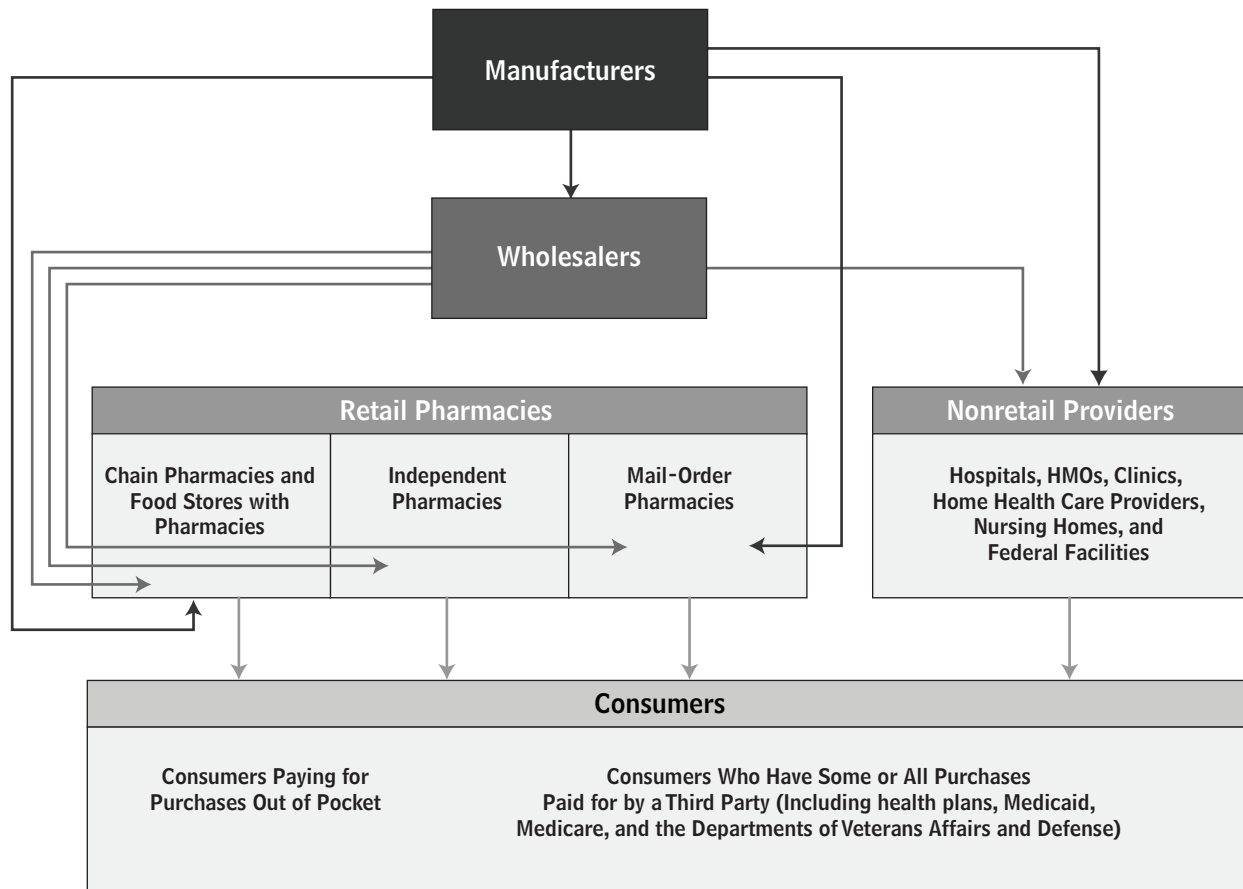 Manufacturers
Wholesalers
Retail Pharmacies
Chain Pharmacies and
Food Stores with
Pharmacies
Independent
Pharmacies
Mail-Order
Pharmacies
Nonretail Providers
Hospitals, HMOs, Clinics,
Home Health Care Providers,
Nursing Homes, and
Federal Facilities
Consumers
Consumers Paying for
Purchases Out of Pocket
Consumers Who Have Some or All Purchases
Paid for by a Third Party (Including health plans, Medicaid,
Medicare, and the Departments of Veterans Affairs and Defense)